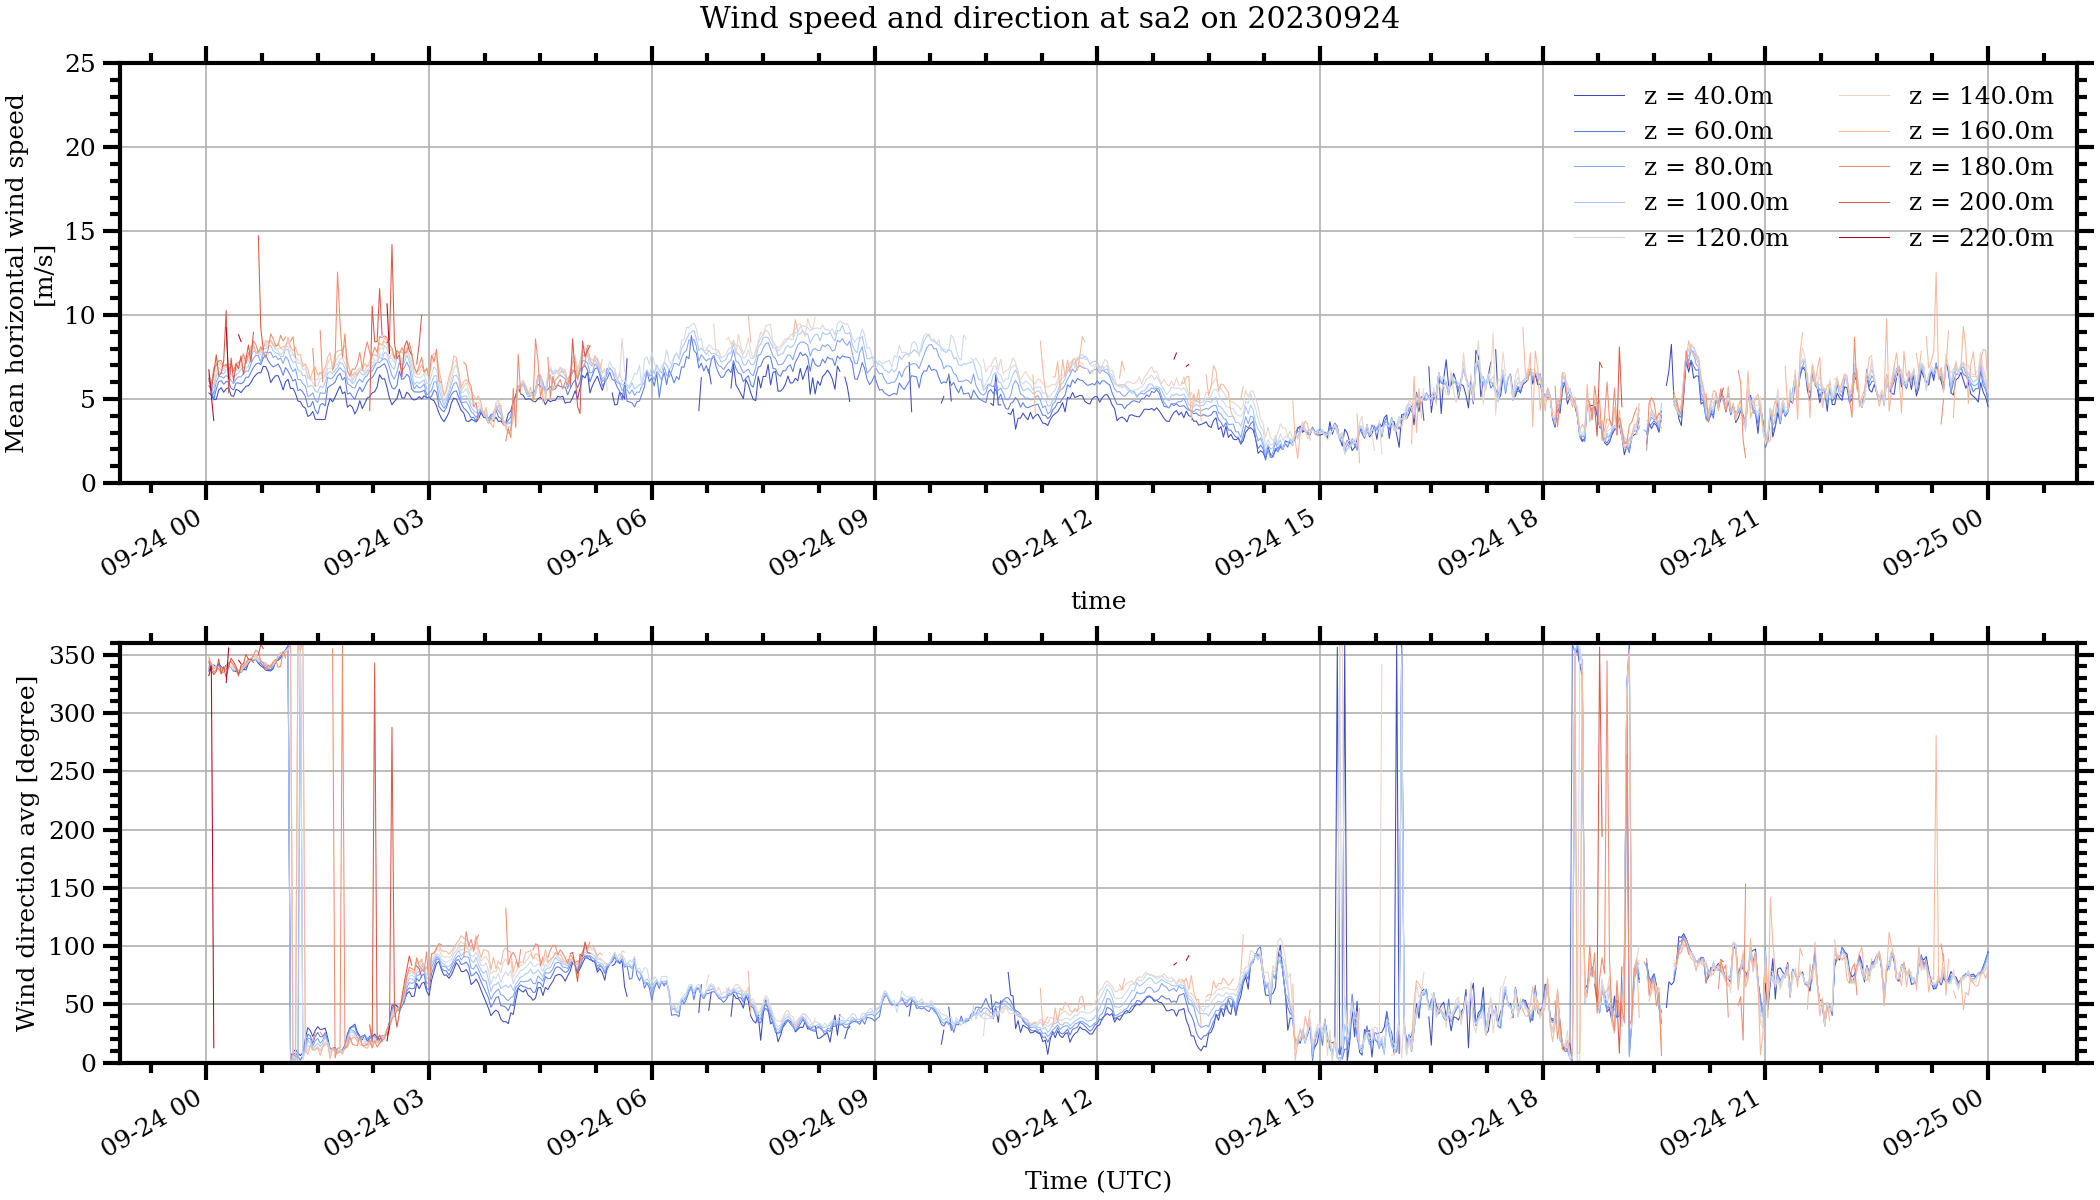 Wind speed and direction at sa2 on 20230924
Mean horizontal wind speed
[m/s]
25
20
15
10
5
0
z = 40.0m
z = 60.0m
z = 80.0m
z = 100.0m
z = 120.0m
z = 140.0m
z = 160.0m
z = 180.0m
z = 200.0m
z = 220.0m
09-24 00
09-24 03
09-24 06
09-24 09
09-24 12
09-24 15
09-24 18
09-24 21
09-25 00
time
Wind direction avg [degree]
350
300
250
200
150
100
50
0
09-24 00
09-24 03
09-24 06
09-24 09
09-24 12
09-24 15
09-24 18
09-24 21
09-25 00
Time (UTC)